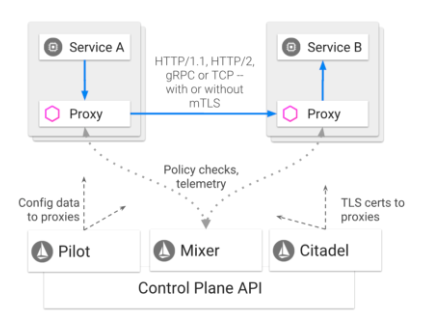 Service A
Service B
HTTP/1.1, HTTP/2,
gRPC or TCP --
with or without
mTLS
Proxy
Proxy
Policy checks,
telemetry
Config data
to proxies
TLS certs to
proxies
Pilot
Mixer
Citadel
Control Plane API